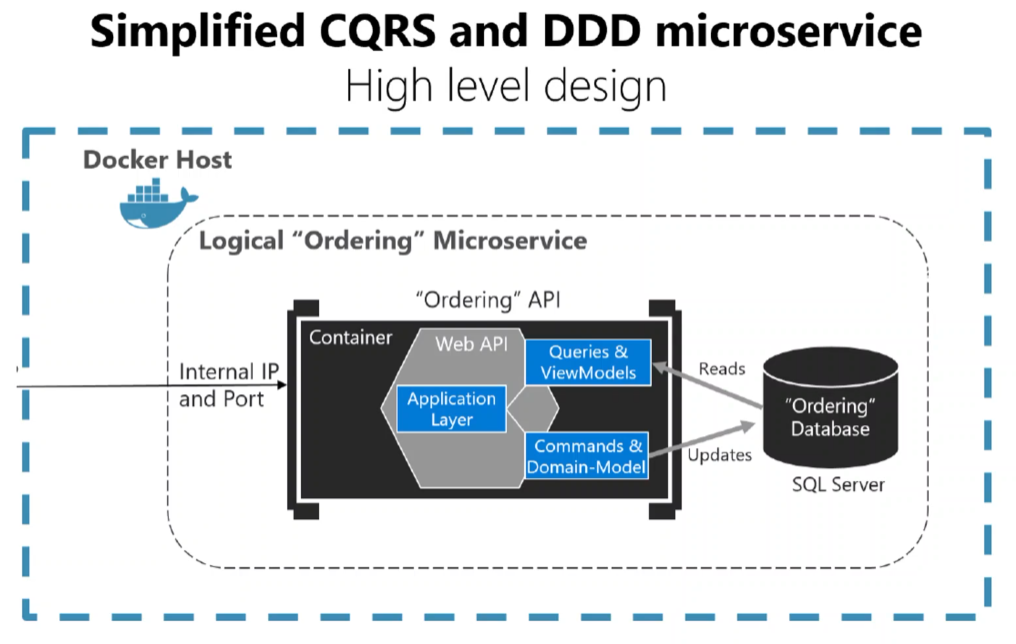 Simplified CQRS and DDD microservice
High level design
Docker Host
Logical “Ordering” Microservice
“Ordering” API
Container
Web API
Queries &
ViewModels
Application
Layer
Commands &
Domain-Model
Internal IP
and Port
Reads
Updates
“Ordering”
Database
SQL Server